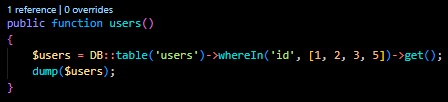 1 reference | 0 overrides
public function users()
{
    $users = DB::table('users')->whereIn('id', [1, 2, 3, 5])->get();
    dump($users);
}